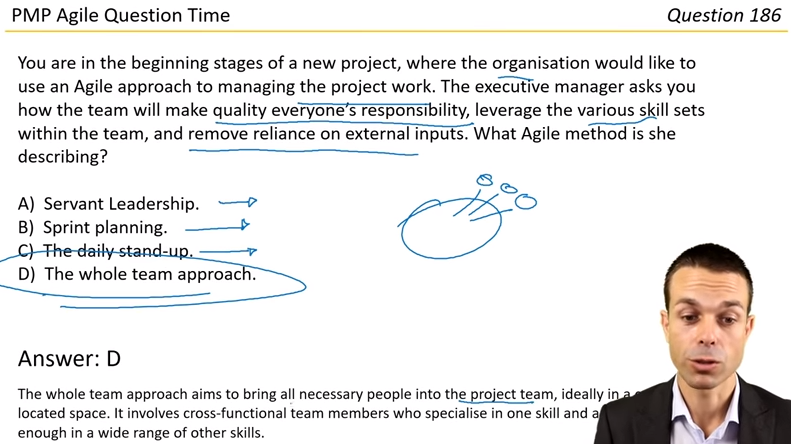 PMP Agile Question Time
Question 186
You are in the beginning stages of a new project, where the organisation would like to
use an Agile approach to managing the project work. The executive manager asks you
how the team will make quality everyone's responsibility, leverage the various skill sets
within the team, and remove reliance on external inputs. What Agile method is she
describing?
A) Servant Leadership.
B) Sprint planning.
C) The daily stand-up.
D) The whole team approach.
Answer: D
The whole team approach aims to bring all necessary people into the project team, ideally in a
located space. It involves cross-functional team members who specialise in one skill and
enough in a wide range of other skills.